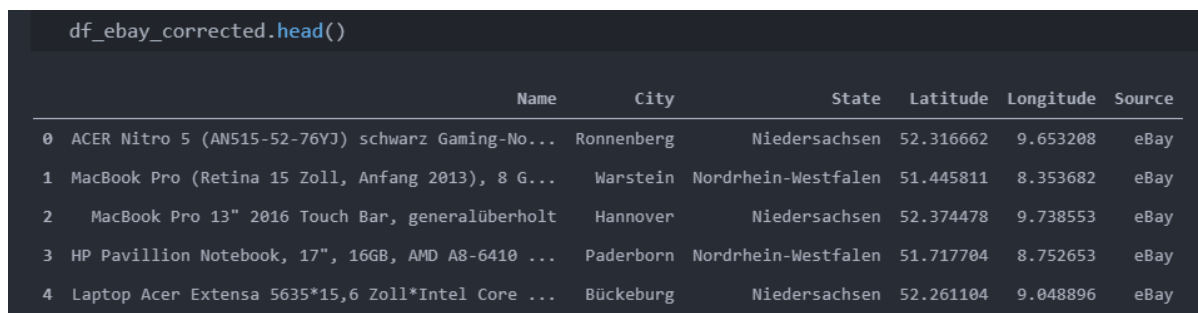 df_ebay_corrected.head()
Name City State Latitude Longitude Source
0 ACER Nitro 5 (AN515-52-76YJ) schwarz Gaming-No... Ronnenberg Niedersachsen 52.316662 9.653208 eBay
1 MacBook Pro (Retina 15 Zoll, Anfang 2013), 8 G... Warstein Nordrhein-Westfalen 51.445811 8.353682 eBay
2 MacBook Pro 13" 2016 Touch Bar, generalüberholt Hannover Niedersachsen 52.374478 9.738553 eBay
3 HP Pavillion Notebook, 17", 16GB, AMD A8-6410 ... Paderborn Nordrhein-Westfalen 51.717704 8.752653 eBay
4 Laptop Acer Extensa 5635*15,6 Zoll*Intel Core ... Bückeburg Niedersachsen 52.261104 9.048896 eBay